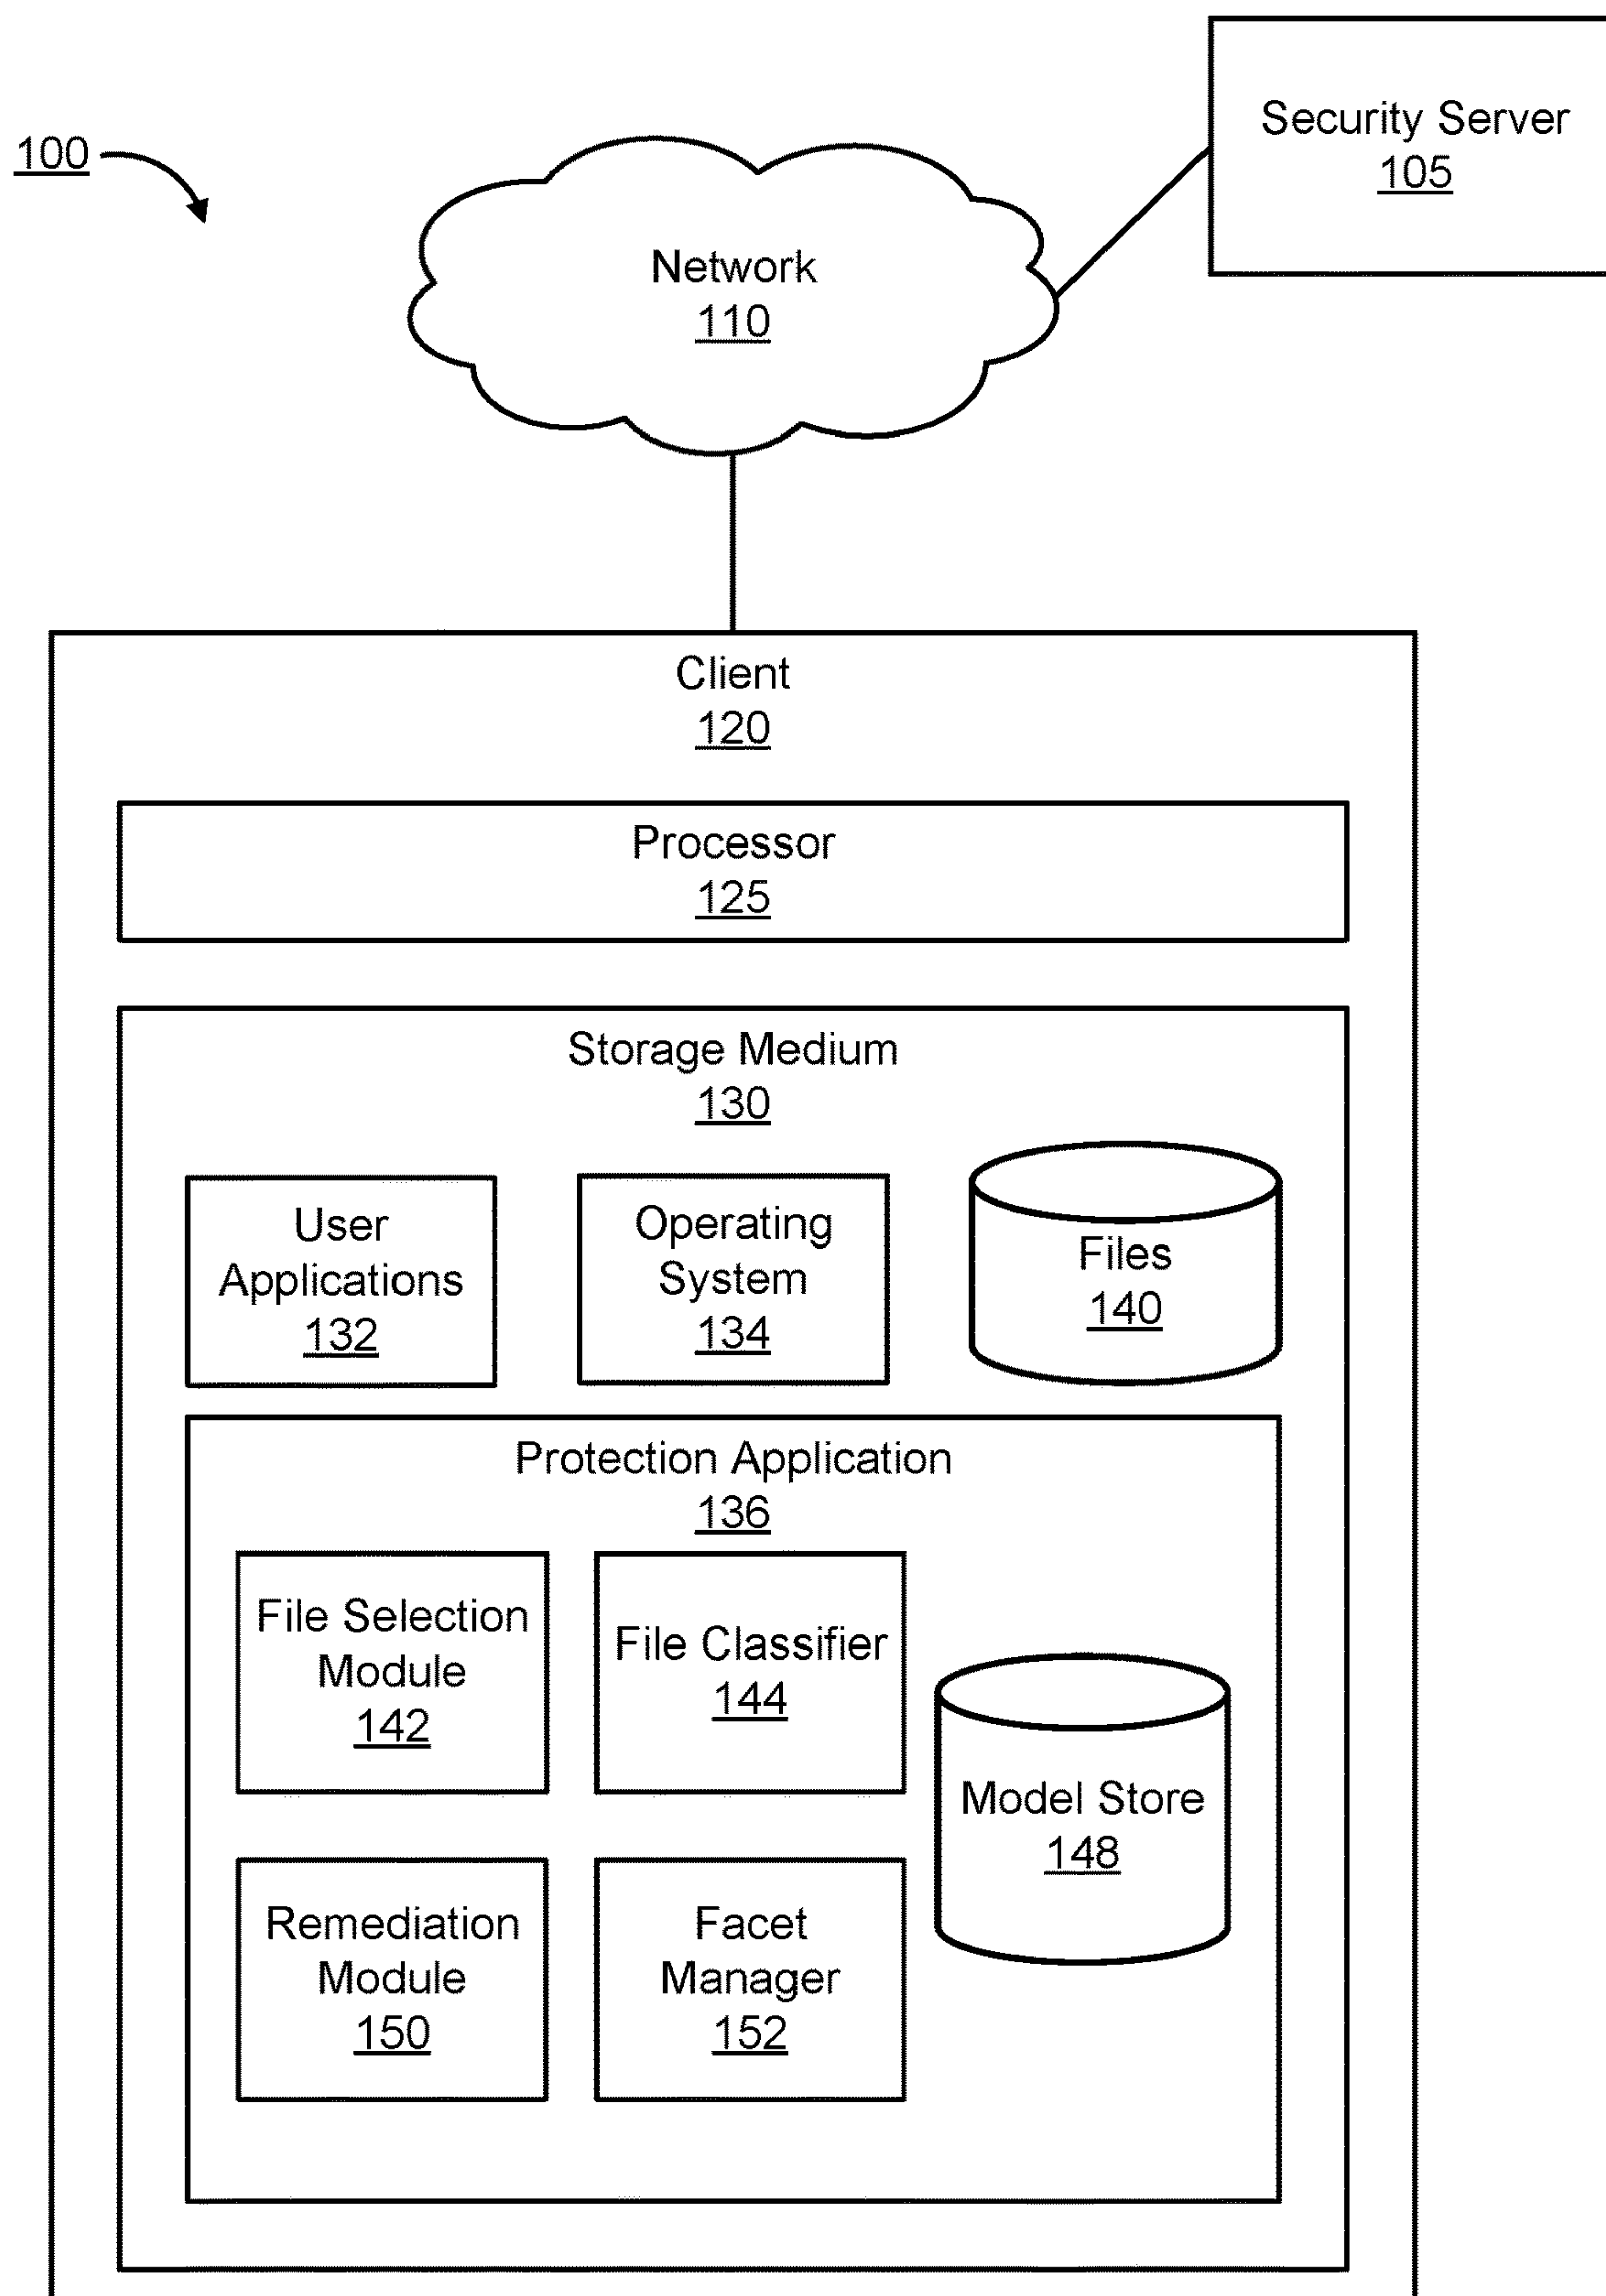 Security Server
105
100
Network
110
Client
120
Processor
125
Storage Medium
130
User
Applications
132
Operating
System
134
Files
140
Protection Application
136
File Selection
Module
142
File Classifier
144
Model Store
148
Remediation
Module
150
Facet
Manager
152